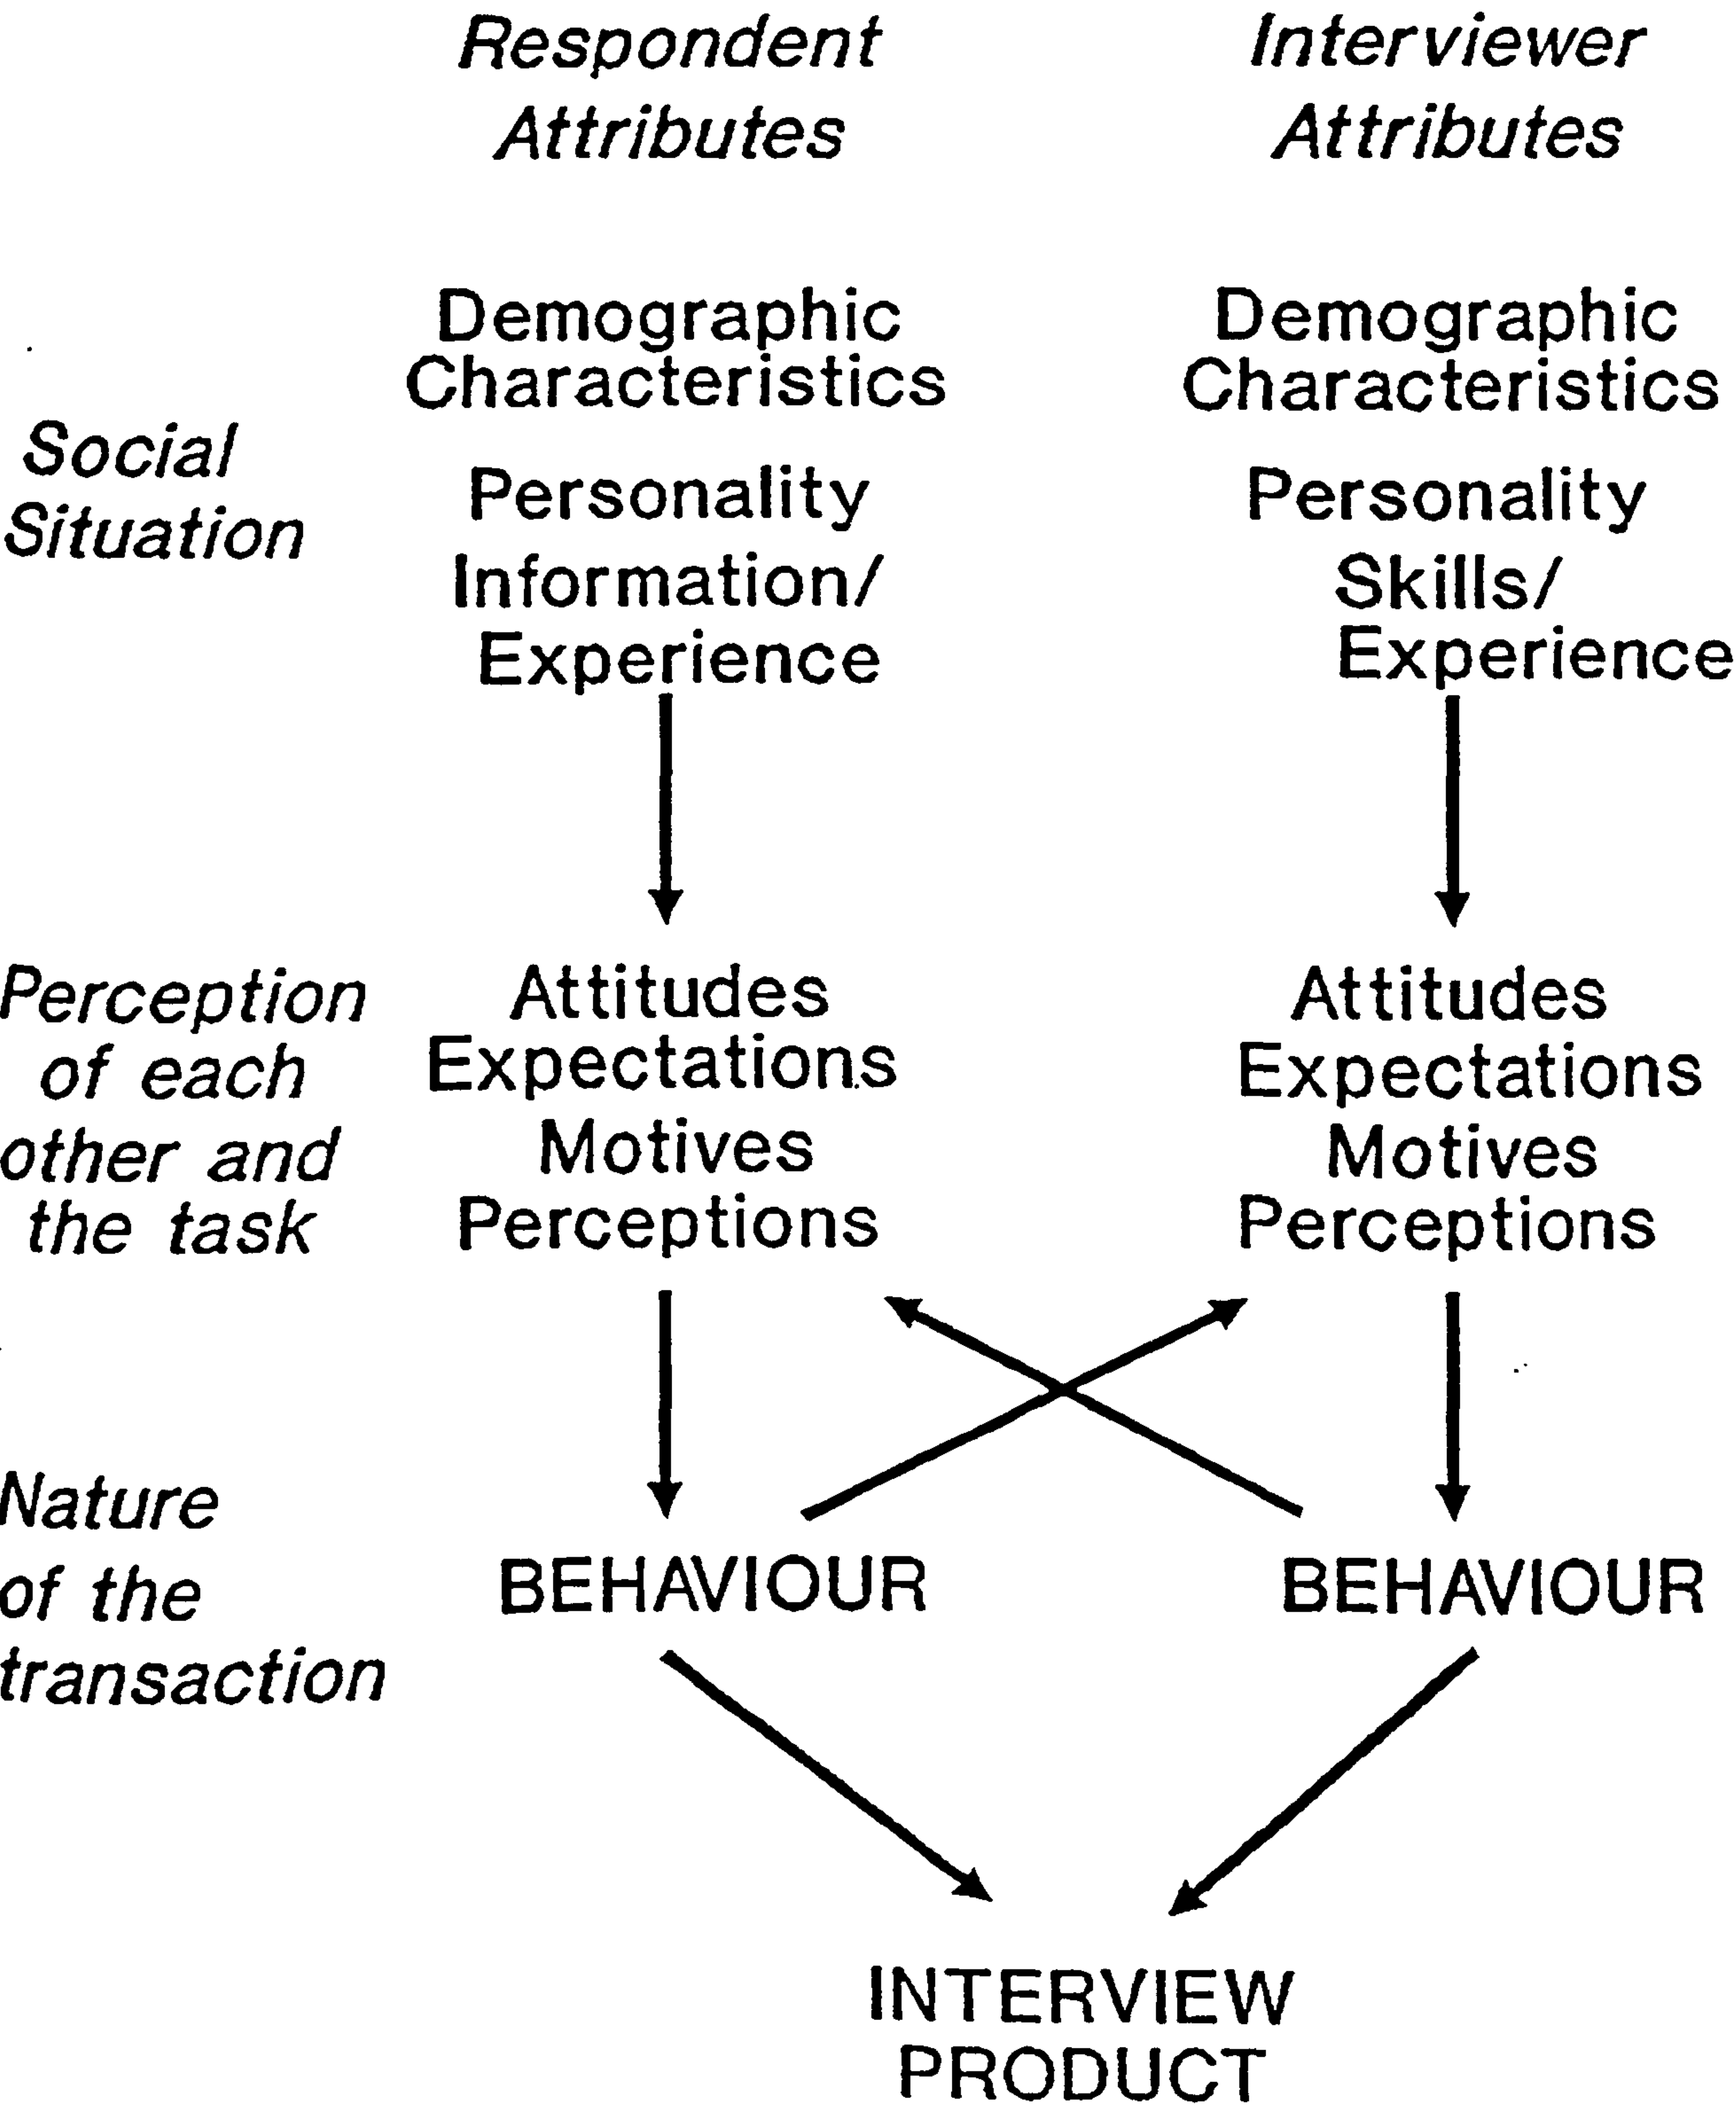 Respondent
Attributes
Interviewer
Attributes
Social
Situation
Demographic
Characteristics
Personality
Information/
Experience
Demographic
Characteristics
Personality
Skills/
Experience
Perception
of each
other and
the task
Attitudes
Expectations
Motives
Perceptions
Attitudes
Expectations
Motives
Perceptions
Nature
of the
transaction
BEHAVIOUR
BEHAVIOUR
INTERVIEW
PRODUCT